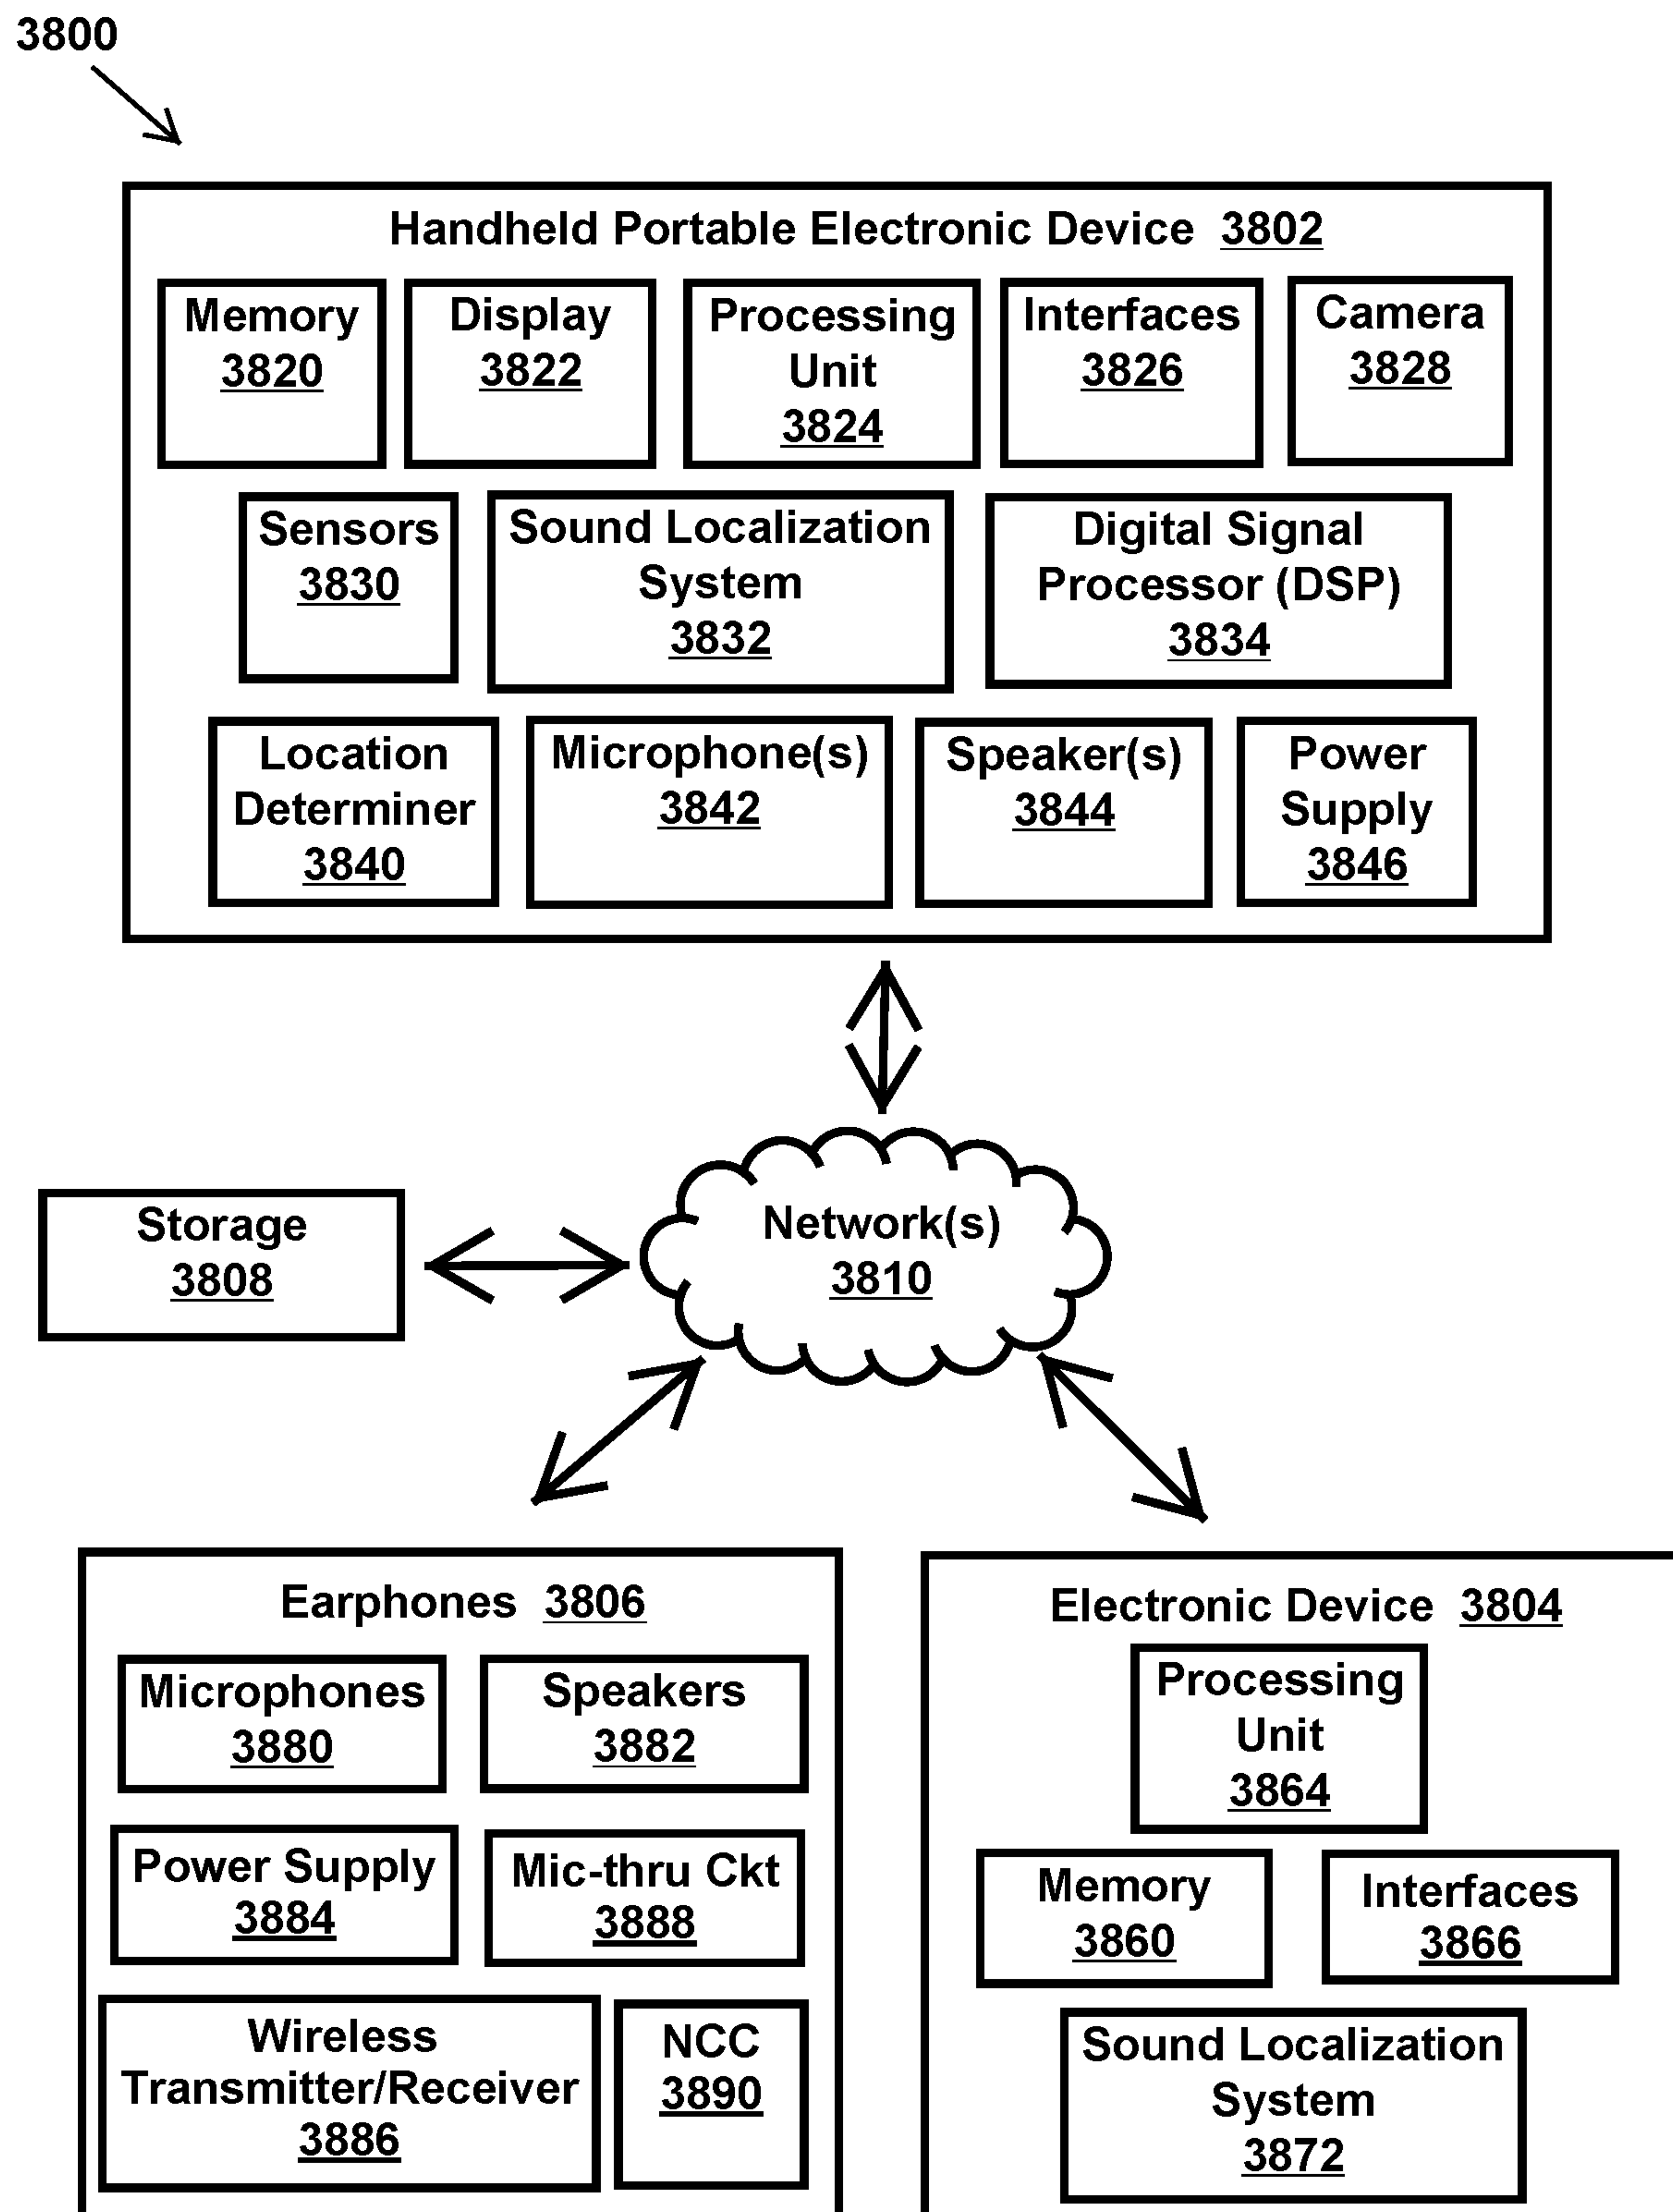 3800
Handheld Portable Electronic Device 3802
Memory
3820
Display
3822
Processing
Unit
3824
Interfaces
3826
Camera
3828
Sensors
3830
Sound Localization
System
3832
Digital Signal
Processor (DSP)
3834
Location
Determiner
3840
Microphone(s)
3842
Speaker(s)
3844
Power
Supply
3846
Storage
3808
Network(s)
3810
Earphones 3806
Microphones
3880
Speakers
3882
Power Supply
3884
Mic-thru Ckt
3888
Wireless
Transmitter/Receiver
3886
NCC
3890
Electronic Device 3804
Processing
Unit
3864
Memory
3860
Interfaces
3866
Sound Localization
System
3872